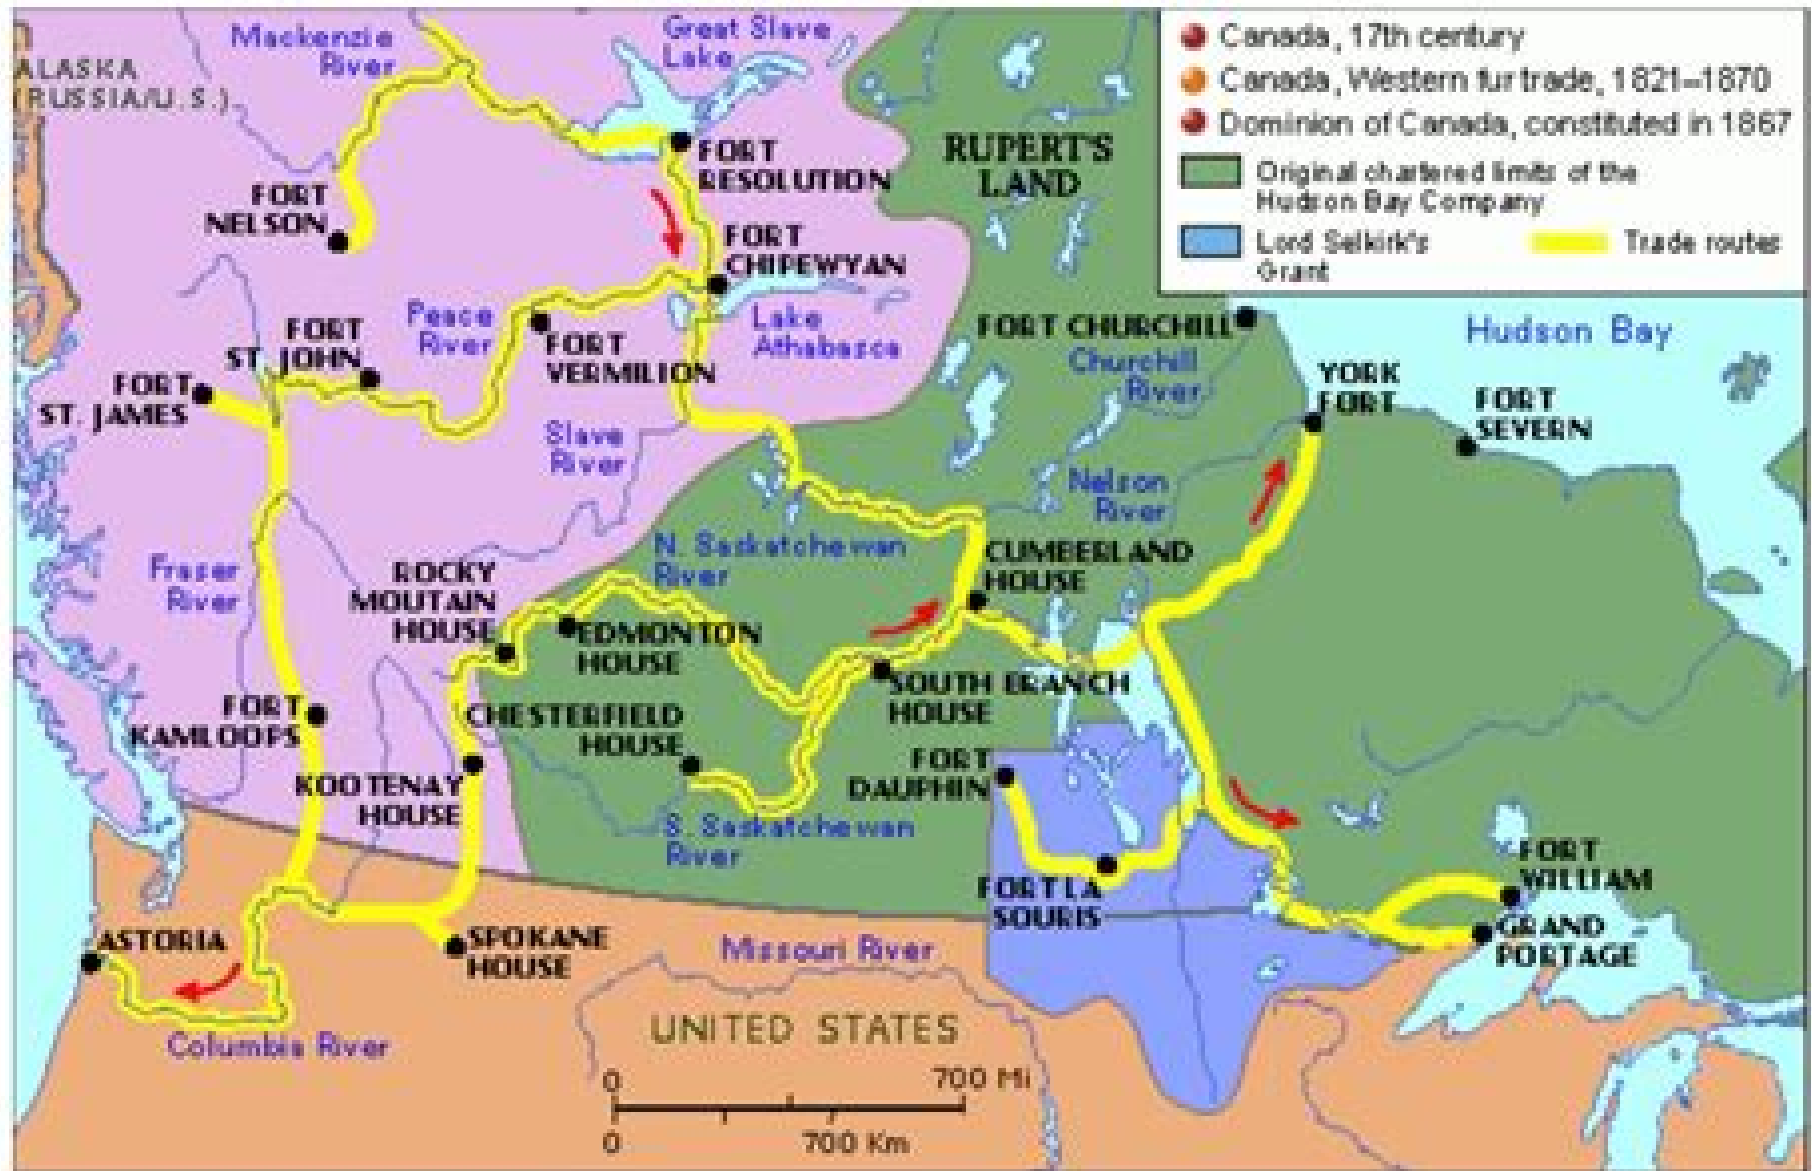 Mackenzie
River
Great Slave
Lake
ALASKA
(RUSSIA/U.S.)
Canada, 17th century
Canada, Western fur trade, 1821–1870
Dominion of Canada, constituted in 1867
Original chartered limits of the
Hudson Bay Company
Lord Selkirk's
Grant
Trade routes
RUPERT'S
LAND
FORT
RESOLUTION
FORT
NELSON
FORT
CHIPEWYAN
Peace
River
FORT
ST. JOHN
FORT
VERMILION
Lake
Athabasca
FORT CHURCHILL
Churchill
River
Hudson Bay
FORT
ST. JAMES
YORK
FORT
FORT
SEVERN
Slave
River
Nelson
River
N. Saskatchewan
River
CUMBERLAND
HOUSE
Fraser
River
ROCKY
MOUTAIN
HOUSE
EDMONTON
HOUSE
SOUTH BRANCH
HOUSE
FORT
KAMLOOPS
CHESTERFIELD
HOUSE
FORT
DAUPHIN
KOOTENAY
HOUSE
S. Saskatchewan
River
FORT LA
SOURIS
FORT
WILLIAM
GRAND
PORTAGE
ASTORIA
SPOKANE
HOUSE
Missouri River
UNITED STATES
Columbia River
0 700 Mi
0 700 Km